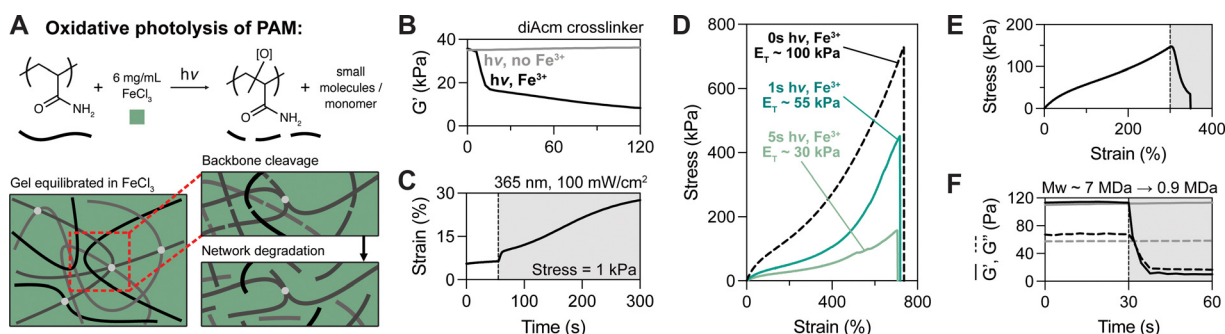 A Oxidative photolysis of PAM:
O
NH₂
+
6 mg/mL
FeCl₃
hν
[O]
O
NH₂
+
small
molecules /
monomer
Backbone cleavage
Gel equilibrated in FeCl₃
Network degradation
B
diAcm crosslinker
hν, no Fe³⁺
hν, Fe³⁺
G' (kPa)
40
20
0
0 60 120
C
365 nm, 100 mW/cm²
Strain (%)
30
15
0
Stress = 1 kPa
0 100 200 300
Time (s)
D
Stress (kPa)
800
600
400
200
0
0s hν, Fe³⁺
E_T ~ 100 kPa
1s hν, Fe³⁺
E_T ~ 55 kPa
5s hν, Fe³⁺
E_T ~ 30 kPa
0 400 800
Strain (%)
E
Stress (kPa)
200
100
0
0 200 400
Strain (%)
F
Mw ~ 7 MDa → 0.9 MDa
G', G'' (Pa)
120
80
40
0
0 30 60
Time (s)